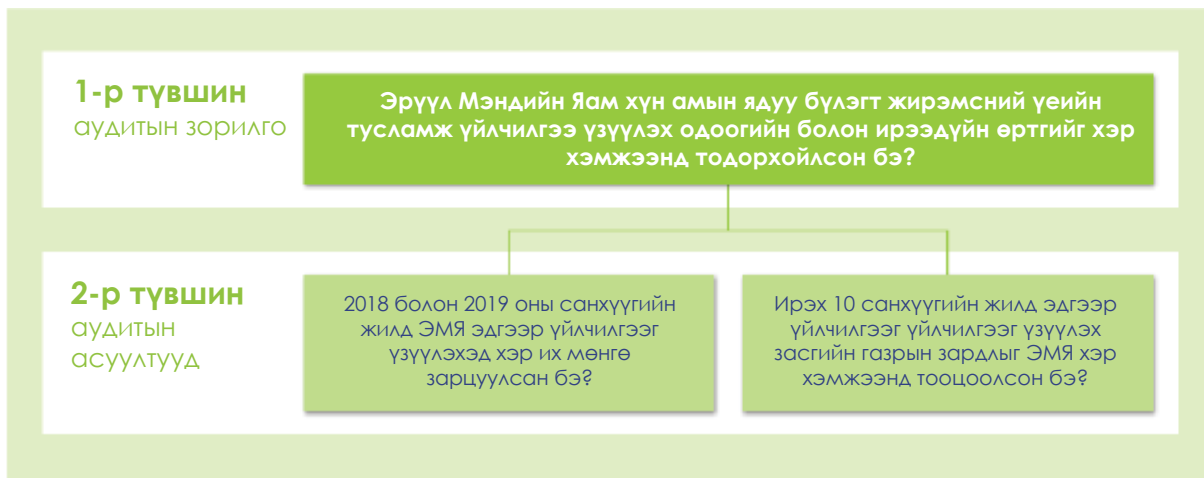 1-р түвшин
аудитын зорилго
Эрүүл Мэндийн Яам хүн амын ядуу бүлэгт жирэмсний үеийн
тусламж үйлчилгээ үзүүлэх одоогийн болон ирээдүйн өртгийг хэр
хэмжээнд тодорхойлсон бэ?
2-р түвшин
аудитын
асуултууд
2018 болон 2019 оны санхүүгийн
жилд ЭМЯ эдгээр үйлчилгээг
үзүүлэхэд хэр их мөнгө
зарцуулсан бэ?
Ирэх 10 санхүүгийн жилд эдгээр
үйлчилгээг үйлчилгээг үзүүлэх
засгийн газрын зардлыг ЭМЯ хэр
хэмжээнд тооцоолсон бэ?